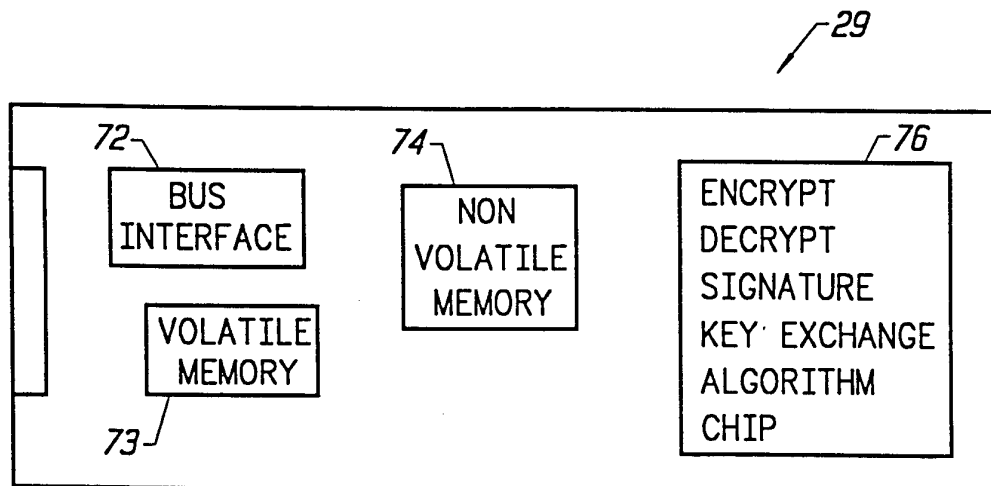 29
72
BUS
INTERFACE
73
VOLATILE
MEMORY
74
NON
VOLATILE
MEMORY
76
ENCRYPT
DECRYPT
SIGNATURE
KEY EXCHANGE
ALGORITHM
CHIP